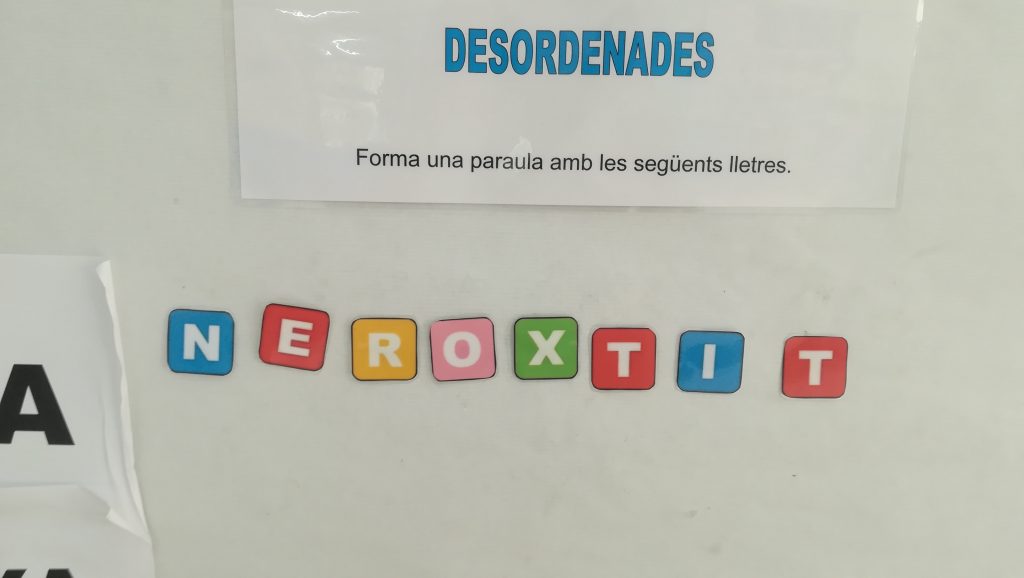 DESORDENADES
Forma una paraula amb les següents lletres.
N E R O X T I T
A